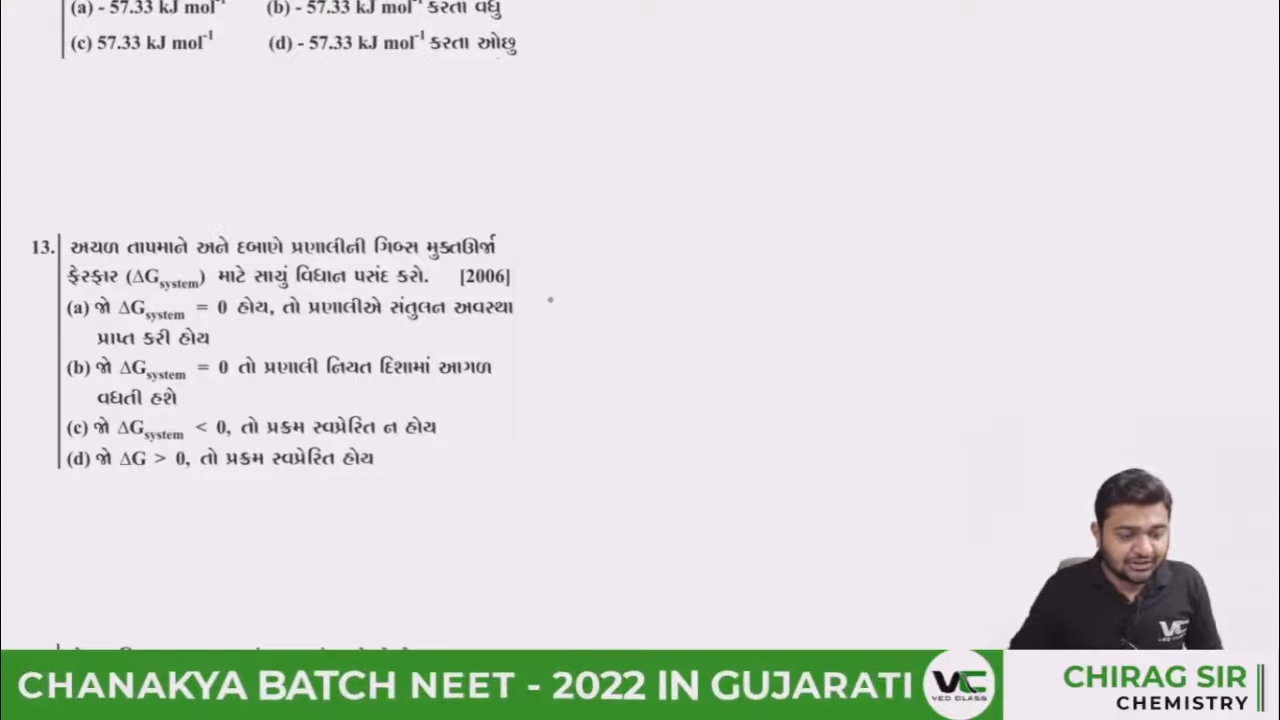 (a) - 57.33 kJ mol⁻¹ (b) - 57.33 kJ mol⁻¹ કરતા વધુ
(c) 57.33 kJ mol⁻¹ (d) - 57.33 kJ mol⁻¹ કરતા ઓછુ
13. અચળ તાપમાને અને દબાણે પ્રણાલીની ગિબ્સ મુક્તઊર્જા
ફેરફાર (ΔGsystem) માટે સાચું વિધાન પસંદ કરો. [2006]
(a) જો ΔGsystem = 0 હોય, તો પ્રણાલીએ સંતુલન અવસ્થા
પ્રાપ્ત કરી હોય
(b) જો ΔGsystem = 0 તો પ્રણાલી નિયત દિશામાં આગળ
વધતી હશે
(c) જો ΔGsystem < 0, તો પ્રક્રમ સ્વપ્રેરિત ન હોય
(d) જો ΔG > 0, તો પ્રક્રમ સ્વપ્રેરિત હોય
VC
VED CLASS
CHANAKYA BATCH NEET - 2022 IN GUJARATI
VC
VED CLASS
CHIRAG SIR
CHEMISTRY